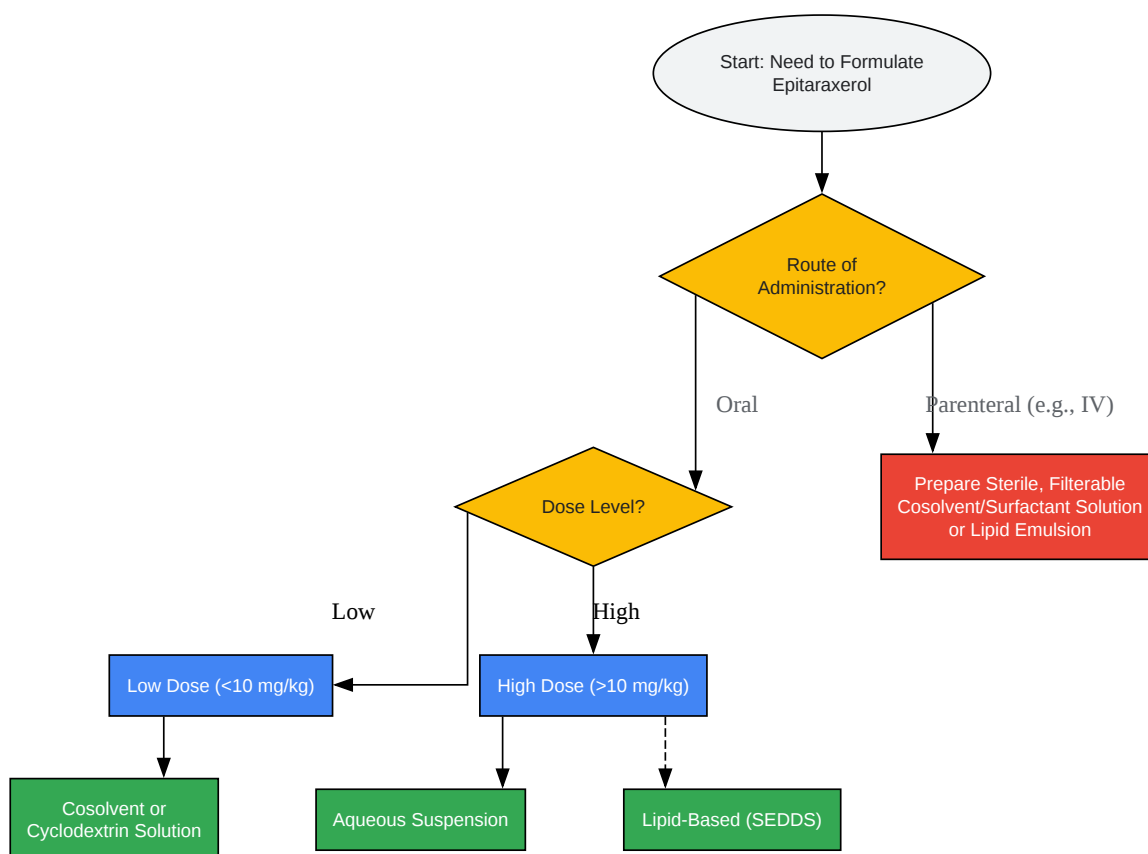 Start: Need to Formulate
Epitaraxerol
Route of
Administration?
Oral
Parenteral (e.g., IV)
Prepare Sterile, Filterable
Cosolvent/Surfactant Solution
or Lipid Emulsion
Dose Level?
Low
High
Low Dose (<10 mg/kg)
High Dose (>10 mg/kg)
Cosolvent or
Cyclodextrin Solution
Aqueous Suspension
Lipid-Based (SEDDS)